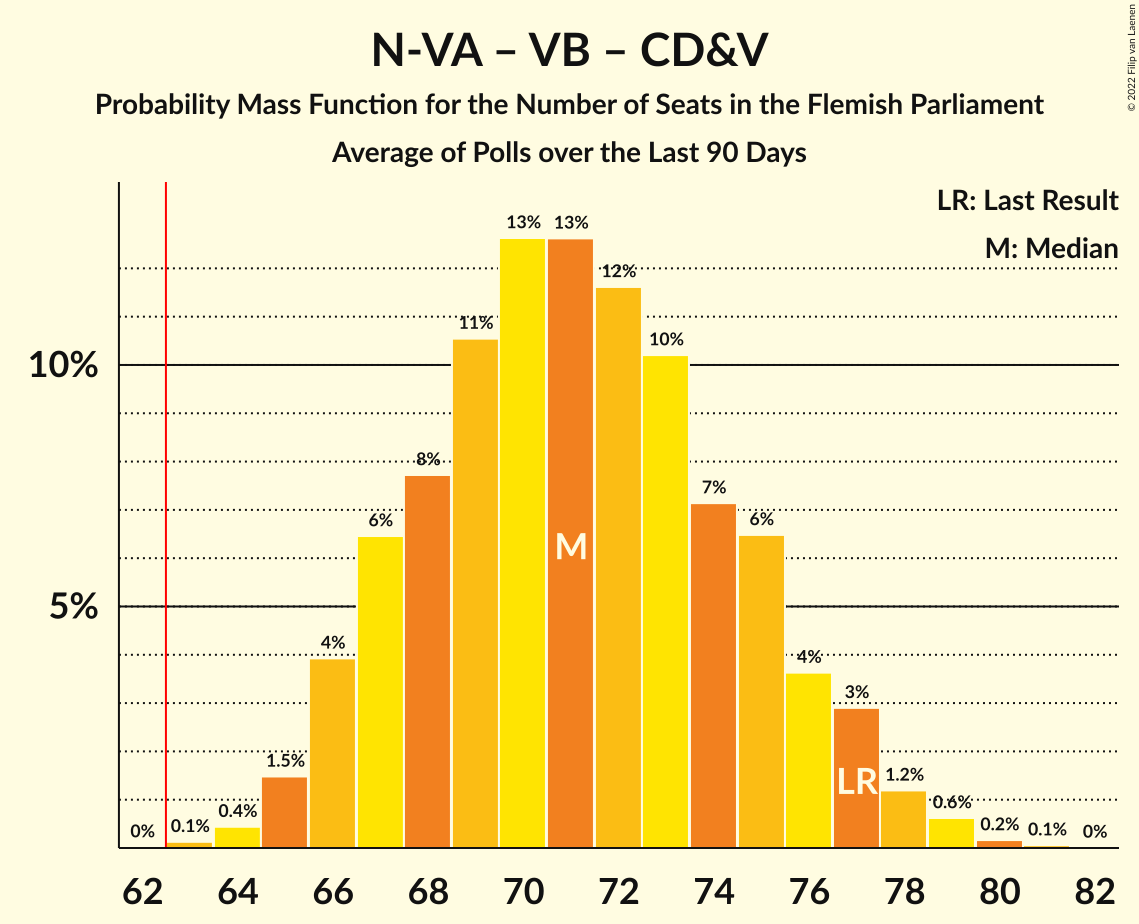 N-VA – VB – CD&V
Probability Mass Function for the Number of Seats in the Flemish Parliament
Average of Polls over the Last 90 Days
© 2022 Filip van Laenen
LR: Last Result
M: Median
10%
5%
0% 0.1% 0.4% 1.5% 4% 6% 8% 11% 13% 13% 12% 10% 7% 6% 4% 3% 1.2% 0.6% 0.2% 0.1% 0%
M
LR
62 64 66 68 70 72 74 76 78 80 82